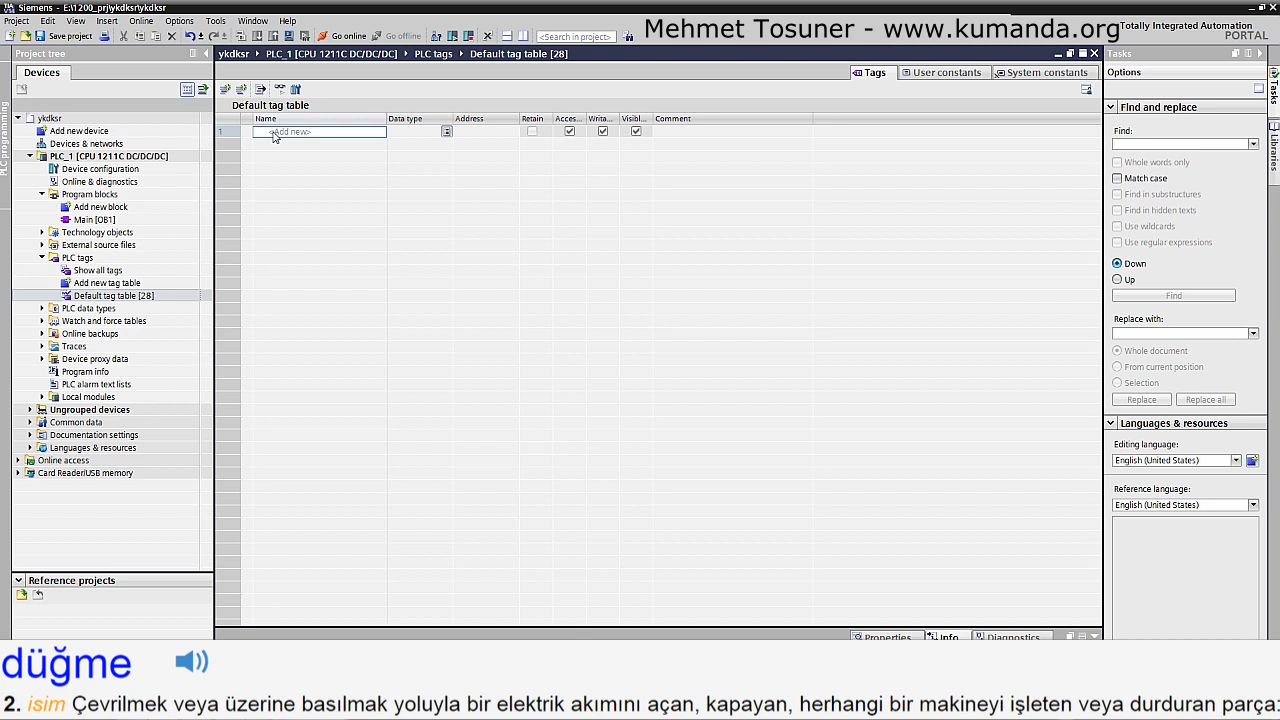 Siemens - E:\1200_prj\ykdksr\ykdksr
Mehmet Tosuner - www.kumanda.org
Project Edit View Insert Online Options Tools Window Help
Totally Integrated Automation
PORTAL
Save project
Go online
Go offline
<Search in project>
Project tree
ykdksr PLC_1 [CPU 1211C DC/DC/DC] PLC tags Default tag table [28]
Tasks
Devices
Tags User constants System constants
Options
Default tag table
Find and replace
Name Data type Address Retain Acces... Writa... Visibl... Comment
1 <Add new>
ykdksr
Add new device
Devices & networks
PLC_1 [CPU 1211C DC/DC/DC]
Device configuration
Online & diagnostics
Program blocks
Add new block
Main [OB1]
Technology objects
External source files
PLC tags
Show all tags
Add new tag table
Default tag table [28]
PLC data types
Watch and force tables
Online backups
Traces
Device proxy data
Program info
PLC alarm text lists
Local modules
Ungrouped devices
Common data
Documentation settings
Languages & resources
Online access
Card Reader/USB memory
Reference projects
PLC programming
Find:
Whole words only
Match case
Find in substructures
Find in hidden texts
Use wildcards
Use regular expressions
Down
Up
Find
Replace with:
Whole document
From current position
Selection
Replace Replace all
Languages & resources
Editing language:
English (United States)
Reference language:
English (United States)
Tasks
Libraries
Properties Info Diagnostics
düğme
2. isim Çevrilmek veya üzerine basılmak yoluyla bir elektrik akımını açan, kapayan, herhangi bir makineyi işleten veya durduran parça: